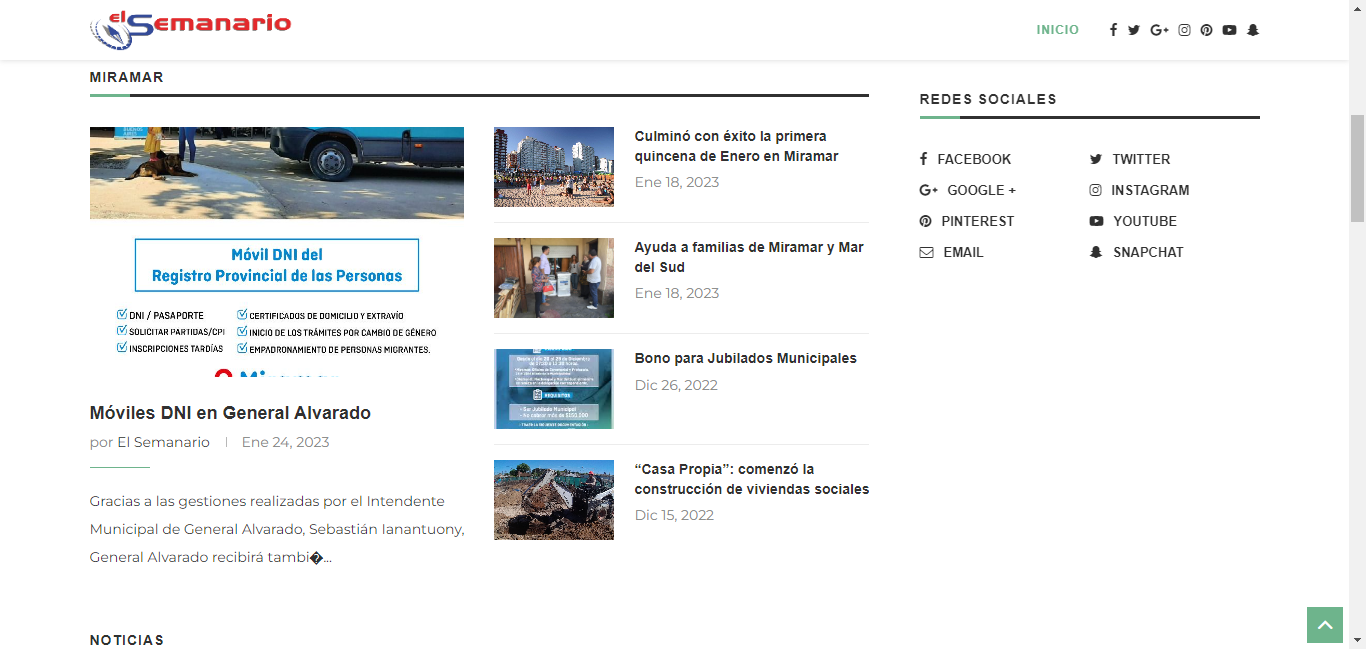 el Semanario
INICIO
MIRAMAR
Móvil DNI del
Registro Provincial de las Personas
DNI / PASAPORTE
SOLICITAR PARTIDAS/CPI
INSCRIPCIONES TARDÍAS
CERTIFICADOS DE DOMICILIO Y EXTRAVÍO
INICIO DE LOS TRÁMITES POR CAMBIO DE GÉNERO
EMPADRONAMIENTO DE PERSONAS MIGRANTES.
Móviles DNI en General Alvarado
por El Semanario | Ene 24, 2023
Gracias a las gestiones realizadas por el Intendente
Municipal de General Alvarado, Sebastián Ianantuony,
General Alvarado recibirá tambi�...
Culminó con éxito la primera
quincena de Enero en Miramar
Ene 18, 2023
Ayuda a familias de Miramar y Mar
del Sud
Ene 18, 2023
REQUISITOS
Bono para Jubilados Municipales
Dic 26, 2022
“Casa Propia”: comenzó la
construcción de viviendas sociales
Dic 15, 2022
REDES SOCIALES
FACEBOOK
TWITTER
GOOGLE +
INSTAGRAM
PINTEREST
YOUTUBE
EMAIL
SNAPCHAT
NOTICIAS